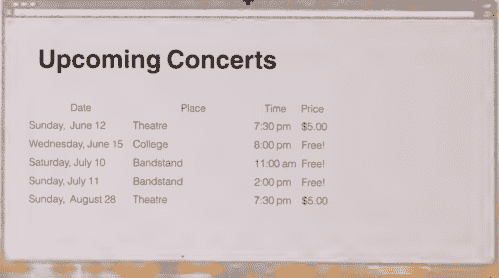 Upcoming Concerts
Date Place Time Price
Sunday, June 12 Theatre 7:30 pm $5.00
Wednesday, June 15 College 8:00 pm Free!
Saturday, July 10 Bandstand 11:00 am Free!
Sunday, July 11 Bandstand 2:00 pm Free!
Sunday, August 28 Theatre 7:30 pm $5.00